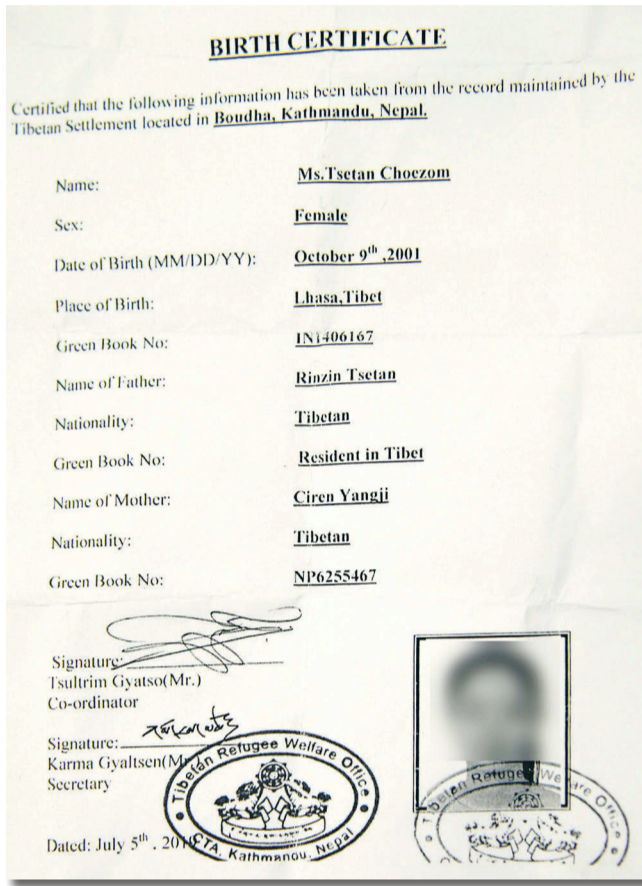 BIRTH CERTIFICATE
Certified that the following information has been taken from the record maintained by the
Tibetan Settlement located in Boudha, Kathmandu, Nepal.
Name: Ms.Tsetan Choezom
Sex: Female
Date of Birth (MM/DD/YY): October 9th ,2001
Place of Birth: Lhasa,Tibet
Green Book No: IN1406167
Name of Father: Rinzin Tsetan
Nationality: Tibetan
Green Book No: Resident in Tibet
Name of Mother: Ciren Yangji
Nationality: Tibetan
Green Book No: NP6255467
Signature:
Tsultrim Gyatso(Mr.)
Co-ordinator
Signature:
Karma Gyaltsen(M
Secretary
Dated: July 5th . 20
Tibetan Refugee Welfare Office
CTA, Kathmandu, Nepal
Tibetan Refugee Welfare Office